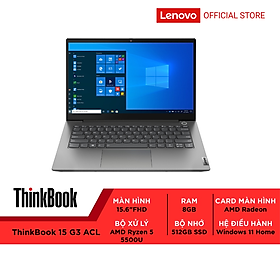 Lenovo OFFICIAL STORE
ThinkBook
ThinkBook 15 G3 ACL
MÀN HÌNH
15.6"FHD
RAM
8GB
CARD MÀN HÌNH
AMD Radeon
BỘ XỬ LÝ
AMD Ryzen 5
5500U
BỘ NHỚ
512GB SSD
HỆ ĐIỀU HÀNH
Windows 11 Home